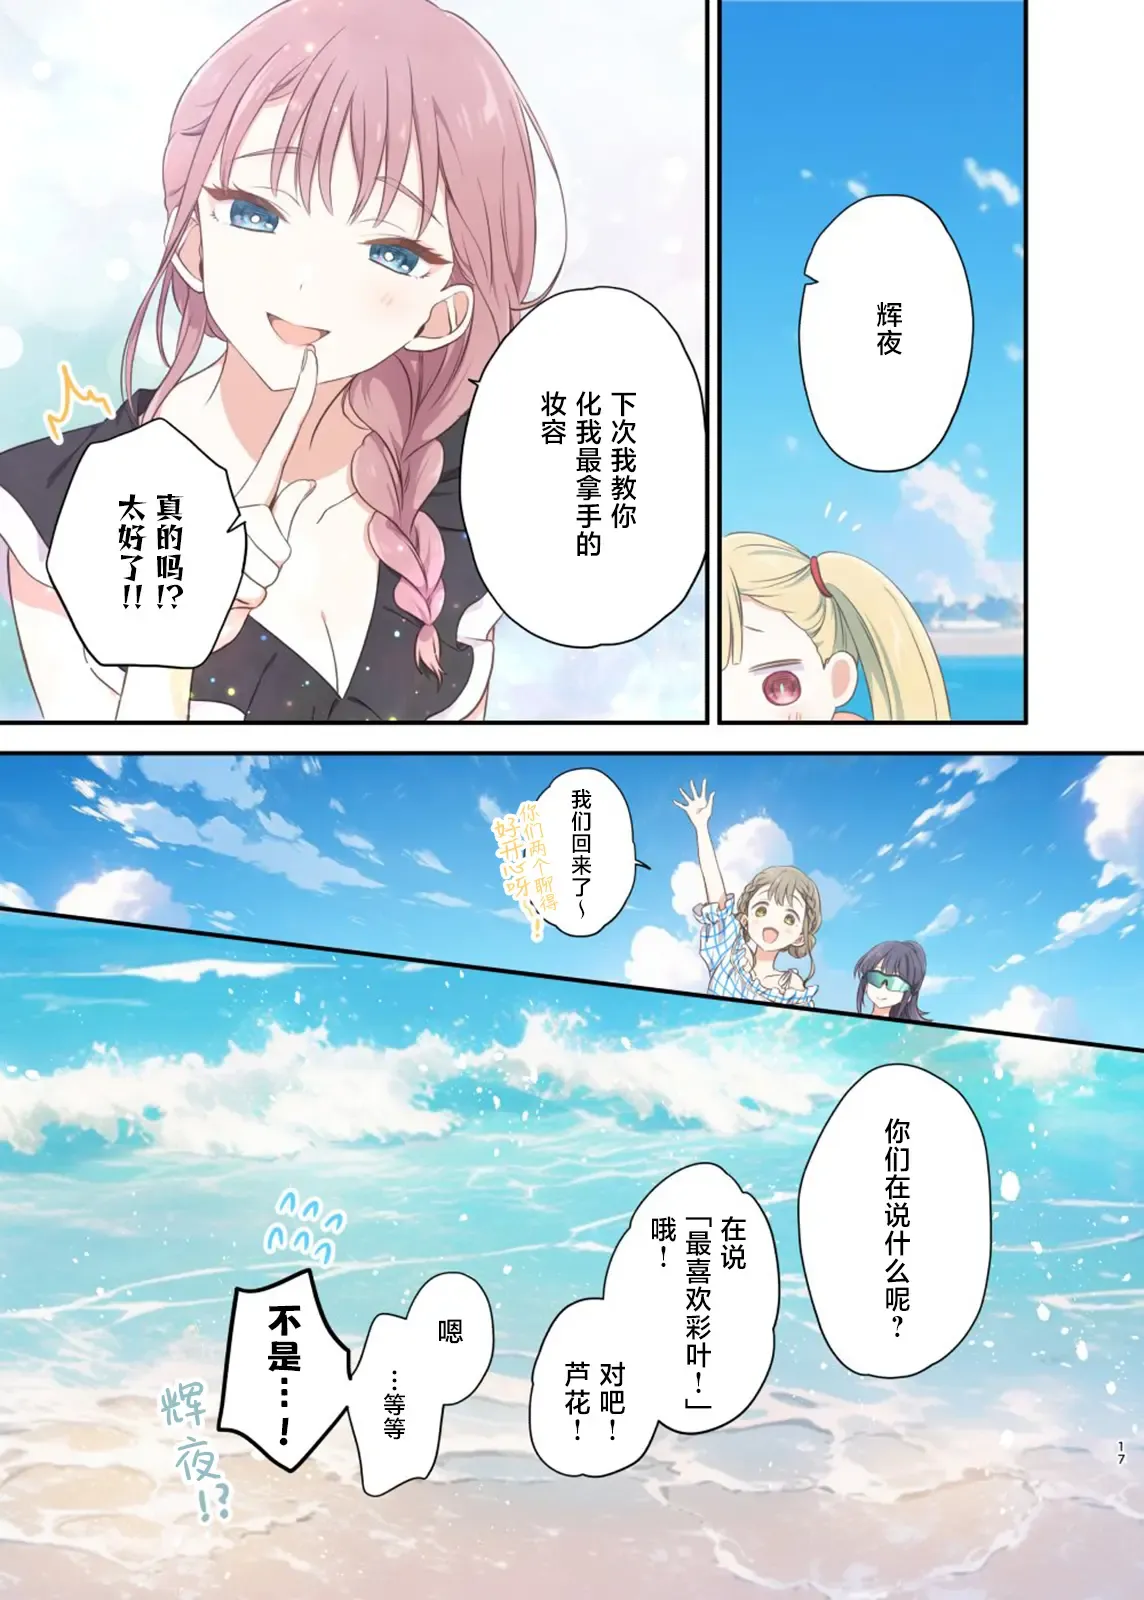 辉夜
下次我教你
化我最拿手的
妆容
真的吗!?
太好了!!
我们回来了~
你们两个聊得
好开心呀~!
你们在说什么呢？
在说
「最喜欢彩叶！」
哦！
对吧！
芦花！
嗯
…等等
不是…！
辉夜!?
17